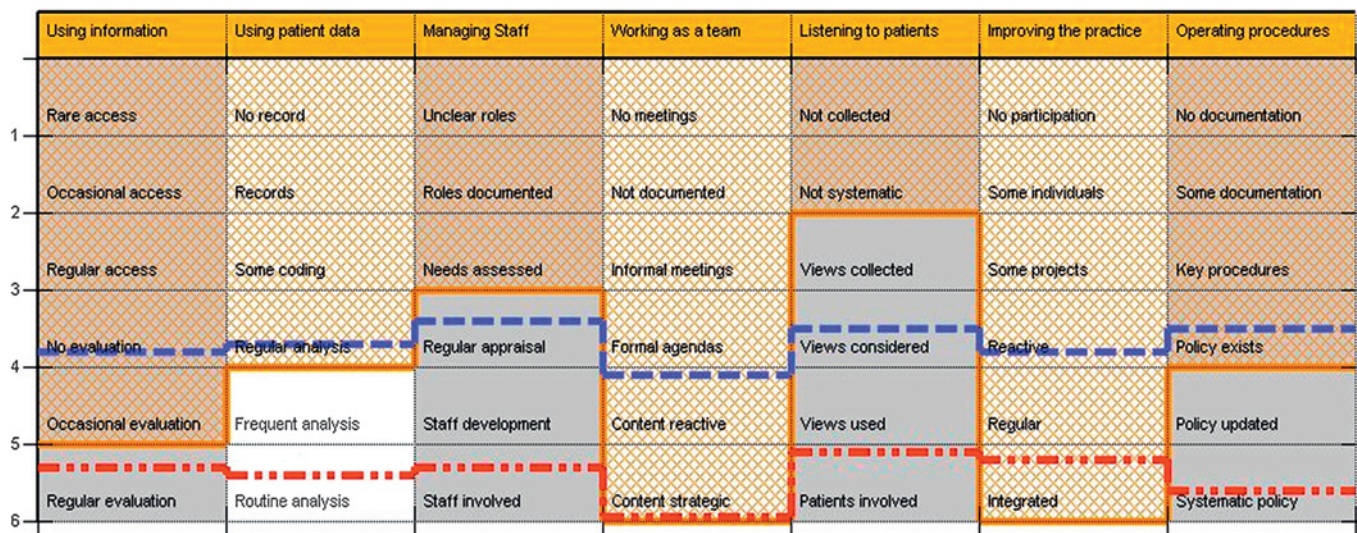 Using information Using patient data Managing Staff Working as a team Listening to patients Improving the practice Operating procedures
Rare access No record Unclear roles No meetings Not collected No participation No documentation
1
Occasional access Records Roles documented Not documented Not systematic Some individuals Some documentation
2
Regular access Some coding Needs assessed Informal meetings Views collected Some projects Key procedures
3
No evaluation Regular analysis Regular appraisal Formal agendas Views considered Reactive Policy exists
4
Occasional evaluation Frequent analysis Staff development Content reactive Views used Regular Policy updated
5
Regular evaluation Routine analysis Staff involved Content strategic Patients involved Integrated Systematic policy
6